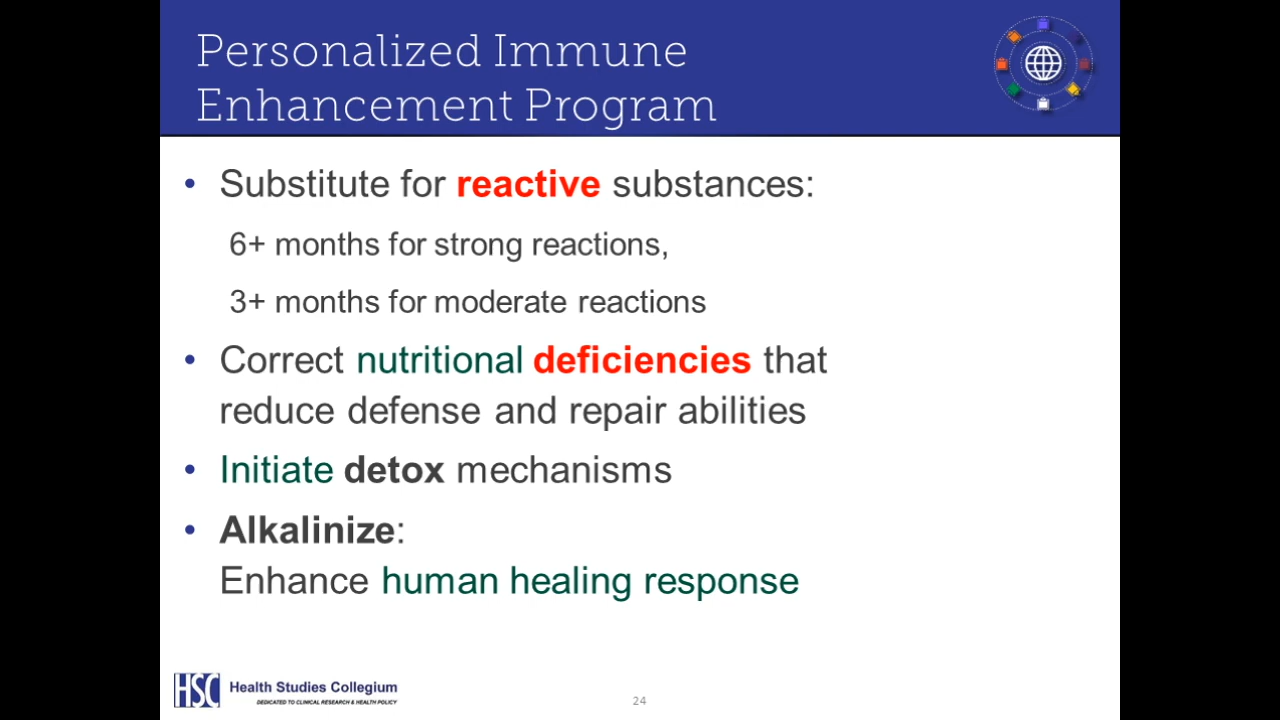 Personalized Immune
Enhancement Program
• Substitute for reactive substances:
6+ months for strong reactions,
3+ months for moderate reactions
• Correct nutritional deficiencies that
reduce defense and repair abilities
• Initiate detox mechanisms
• Alkalinize:
Enhance human healing response
HSC Health Studies Collegium
DEDICATED TO CLINICAL RESEARCH & HEALTH POLICY
24